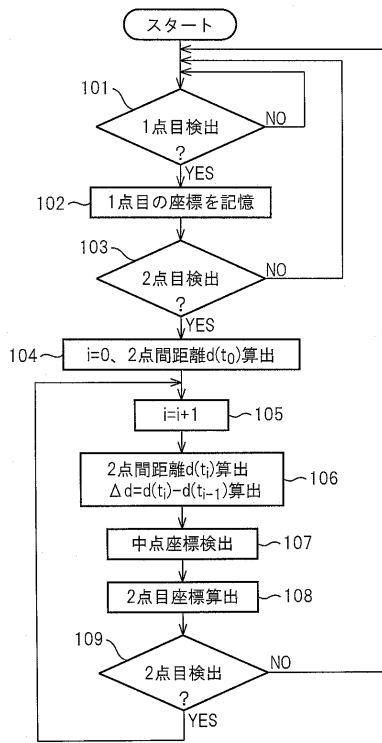 スタート
101
1点目検出
?
NO
YES
102
1点目の座標を記憶
103
2点目検出
?
NO
YES
104
i=0、2点間距離d(t₀)算出
i=i+1
105
2点間距離d(tᵢ)算出
Δd=d(tᵢ)-d(tᵢ₋₁)算出
106
中点座標検出
107
2点目座標算出
108
109
2点目検出
?
NO
YES